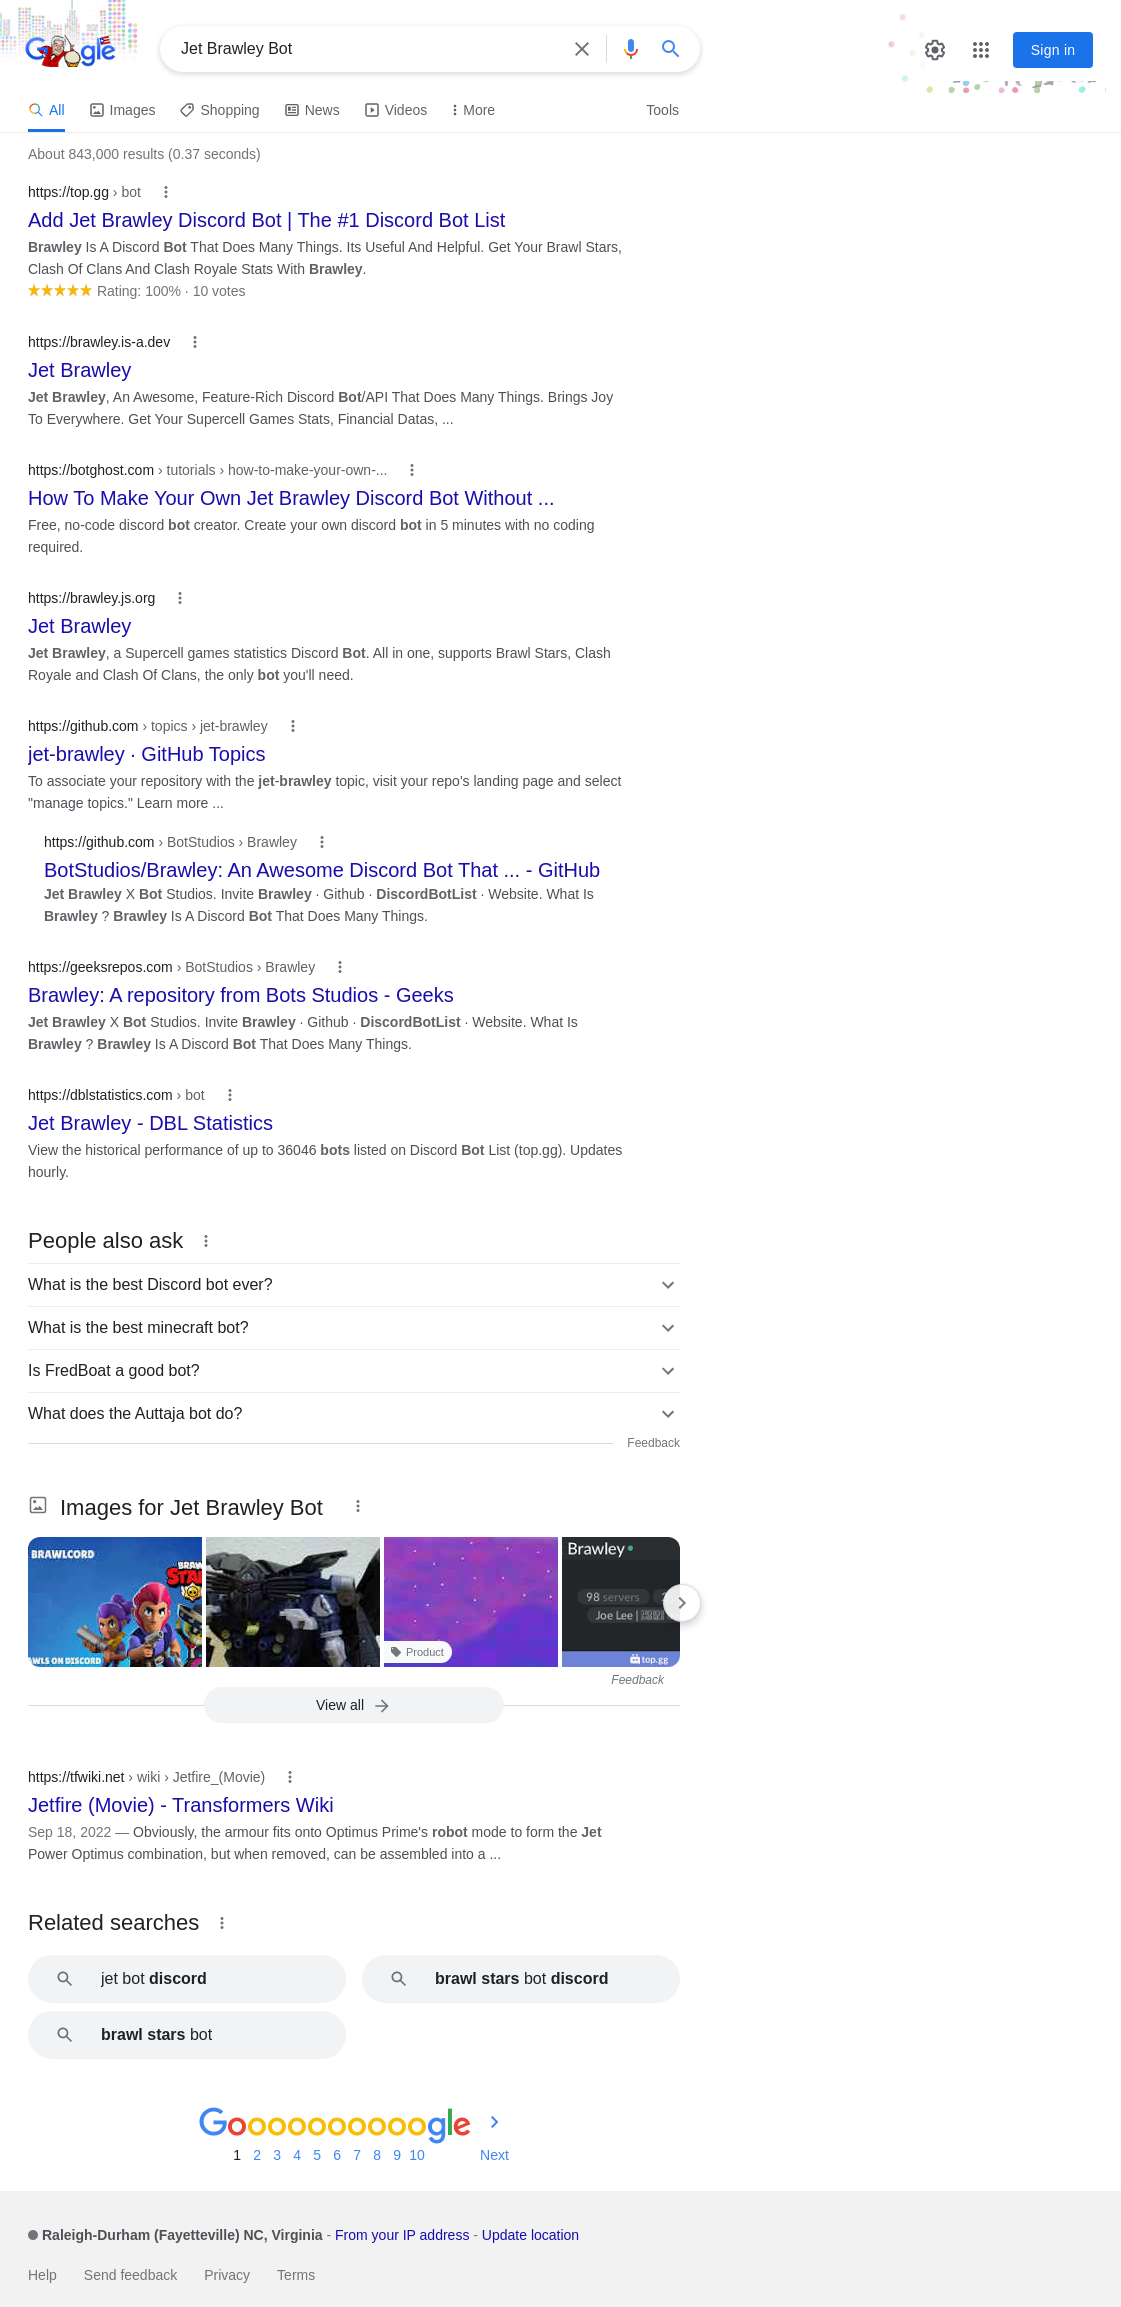 Google
Jet Brawley Bot
Sign in
All
Images
Shopping
News
Videos
More
Tools
About 843,000 results (0.37 seconds)
https://top.gg › bot
Add Jet Brawley Discord Bot | The #1 Discord Bot List
Brawley Is A Discord Bot That Does Many Things. Its Useful And Helpful. Get Your Brawl Stars,
Clash Of Clans And Clash Royale Stats With Brawley.
Rating: 100% · 10 votes
https://brawley.is-a.dev
Jet Brawley
Jet Brawley, An Awesome, Feature-Rich Discord Bot/API That Does Many Things. Brings Joy
To Everywhere. Get Your Supercell Games Stats, Financial Datas, ...
https://botghost.com › tutorials › how-to-make-your-own-...
How To Make Your Own Jet Brawley Discord Bot Without ...
Free, no-code discord bot creator. Create your own discord bot in 5 minutes with no coding
required.
https://brawley.js.org
Jet Brawley
Jet Brawley, a Supercell games statistics Discord Bot. All in one, supports Brawl Stars, Clash
Royale and Clash Of Clans, the only bot you'll need.
https://github.com › topics › jet-brawley
jet-brawley · GitHub Topics
To associate your repository with the jet-brawley topic, visit your repo's landing page and select
"manage topics." Learn more ...
https://github.com › BotStudios › Brawley
BotStudios/Brawley: An Awesome Discord Bot That ... - GitHub
Jet Brawley X Bot Studios. Invite Brawley · Github · DiscordBotList · Website. What Is
Brawley ? Brawley Is A Discord Bot That Does Many Things.
https://geeksrepos.com › BotStudios › Brawley
Brawley: A repository from Bots Studios - Geeks
Jet Brawley X Bot Studios. Invite Brawley · Github · DiscordBotList · Website. What Is
Brawley ? Brawley Is A Discord Bot That Does Many Things.
https://dblstatistics.com › bot
Jet Brawley - DBL Statistics
View the historical performance of up to 36046 bots listed on Discord Bot List (top.gg). Updates
hourly.
People also ask
What is the best Discord bot ever?
What is the best minecraft bot?
Is FredBoat a good bot?
What does the Auttaja bot do?
Feedback
Images for Jet Brawley Bot
BRAWLCORD
AWLS ON DISCORD
Product
Brawley
98 servers
Joe Lee |
top.gg
Feedback
View all
https://tfwiki.net › wiki › Jetfire_(Movie)
Jetfire (Movie) - Transformers Wiki
Sep 18, 2022 — Obviously, the armour fits onto Optimus Prime's robot mode to form the Jet
Power Optimus combination, but when removed, can be assembled into a ...
Related searches
jet bot discord
brawl stars bot discord
brawl stars bot
Goooooooooogle
1 2 3 4 5 6 7 8 9 10 Next
Raleigh-Durham (Fayetteville) NC, Virginia - From your IP address - Update location
Help
Send feedback
Privacy
Terms